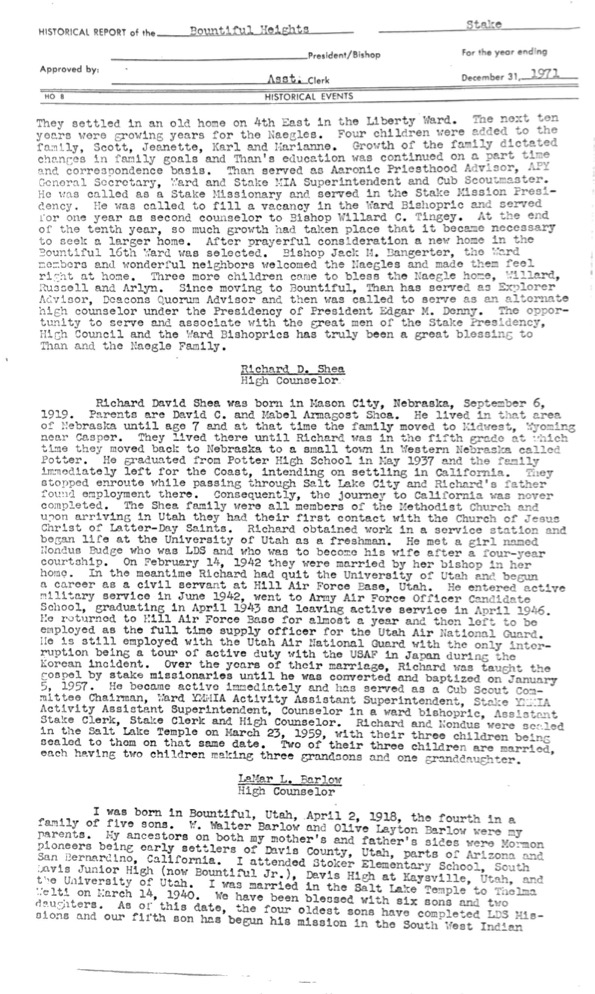 HISTORICAL REPORT of the Bountiful Heights Stake
President/Bishop For the year ending
Approved by:
Asst. Clerk December 31, 1971
HO 8 HISTORICAL EVENTS
They settled in an old home on 4th East in the Liberty Ward. The next ten
years were growing years for the Naegles. Four children were added to the
family, Scott, Jeanette, Karl and Marianne. Growth of the family dictated
changes in family goals and Than's education was continued on a part time
and correspondence basis. Than served as Aaronic Priesthood Advisor, APY
General Secretary, Ward and Stake MIA Superintendent and Cub Scoutmaster.
He was called as a Stake Missionary and served in the Stake Mission Presi-
dency. He was called to fill a vacancy in the Ward Bishopric and served
for one year as second counselor to Bishop Willard C. Tingey. At the end
of the tenth year, so much growth had taken place that it became necessary
to seek a larger home. After prayerful consideration a new home in the
Bountiful 16th Ward was selected. Bishop Jack M. Bangerter, the Ward
members and wonderful neighbors welcomed the Naegles and made them feel
right at home. Three more children came to bless the Naegle home, Willard,
Russell and Arlyn. Since moving to Bountiful, Than has served as Explorer
Advisor, Deacons Quorum Advisor and then was called to serve as an alternate
high counselor under the Presidency of President Edgar M. Denny. The oppor-
tunity to serve and associate with the great men of the Stake Presidency,
High Council and the Ward Bishoprics has truly been a great blessing to
Than and the Naegle Family.
Richard D. Shea
High Counselor
Richard David Shea was born in Mason City, Nebraska, September 6,
1919. Parents are David C. and Mabel Armagost Shea. He lived in that area
of Nebraska until age 7 and at that time the family moved to Midwest, Wyoming
near Casper. They lived there until Richard was in the fifth grade at which
time they moved back to Nebraska to a small town in Western Nebraska called
Potter. He graduated from Potter High School in May 1937 and the family
immediately left for the Coast, intending on settling in California. They
stopped enroute while passing through Salt Lake City and Richard's father
found employment there. Consequently, the journey to California was never
completed. The Shea family were all members of the Methodist Church and
upon arriving in Utah they had their first contact with the Church of Jesus
Christ of Latter-Day Saints. Richard obtained work in a service station and
began life at the University of Utah as a freshman. He met a girl named
Nondus Budge who was LDS and who was to become his wife after a four-year
courtship. On February 14, 1942 they were married by her bishop in her
home. In the meantime Richard had quit the University of Utah and begun
a career as a civil servant at Hill Air Force Base, Utah. He entered active
military service in June 1942, went to Army Air Force Officer Candidate
School, graduating in April 1943 and leaving active service in April 1946.
He returned to Hill Air Force Base for almost a year and then left to be
employed as the full time supply officer for the Utah Air National Guard.
He is still employed with the Utah Air National Guard with the only inter-
ruption being a tour of active duty with the USAF in Japan during the
Korean incident. Over the years of their marriage, Richard was taught the
gospel by stake missionaries until he was converted and baptized on January
5, 1957. He became active immediately and has served as a Cub Scout Com-
mittee Chairman, Ward YMMIA Activity Assistant Superintendent, Stake YMMIA
Activity Assistant Superintendent, Counselor in a ward bishopric, Assistant
Stake Clerk, Stake Clerk and High Counselor. Richard and Nondus were sealed
in the Salt Lake Temple on March 23, 1959, with their three children being
sealed to them on that same date. Two of their three children are married,
each having two children making three grandsons and one granddaughter.
LaMar L. Barlow
High Counselor
I was born in Bountiful, Utah, April 2, 1918, the fourth in a
family of five sons. W. Walter Barlow and Olive Layton Barlow were my
parents. My ancestors on both my mother's and father's sides were Mormon
pioneers being early settlers of Davis County, Utah, parts of Arizona and
San Bernardino, California. I attended Stoker Elementary School, South
Davis Junior High (now Bountiful Jr.), Davis High at Kaysville, Utah, and
the University of Utah. I was married in the Salt Lake Temple to Thelma
Welti on March 14, 1940. We have been blessed with six sons and two
daughters. As of this date, the four oldest sons have completed LDS Mis-
sions and our fifth son has begun his mission in the South West Indian